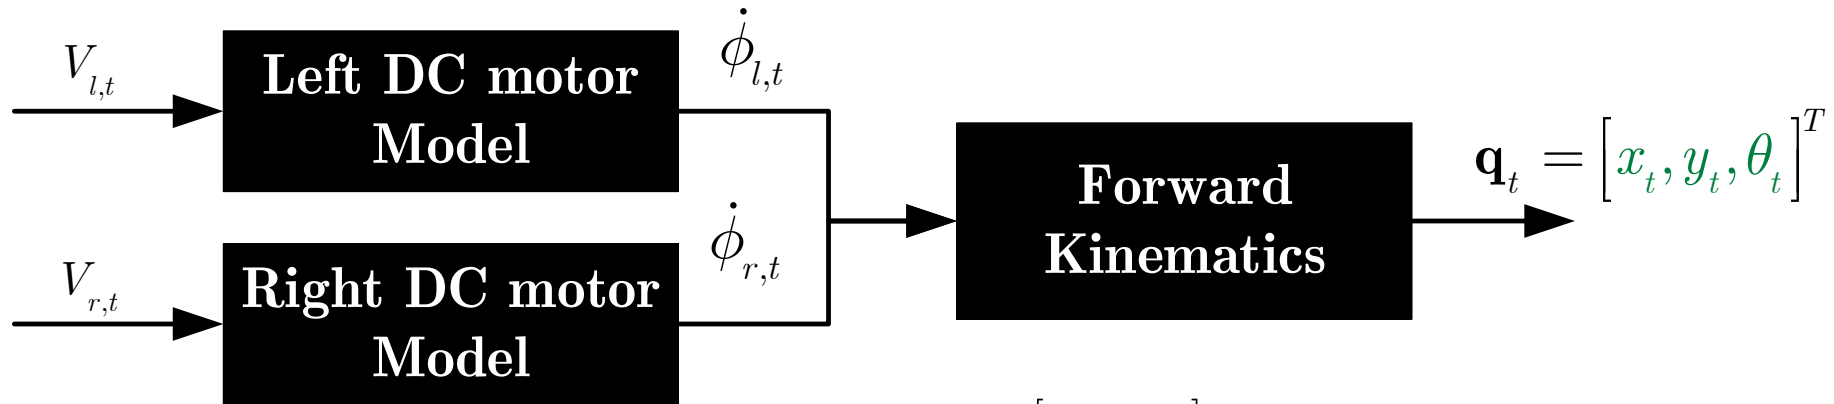 V_{l,t}
Left DC motor
Model
\dot{\phi}_{l,t}
V_{r,t}
Right DC motor
Model
\dot{\phi}_{r,t}
Forward
Kinematics
\mathbf{q}_t = [x_t, y_t, \theta_t]^T